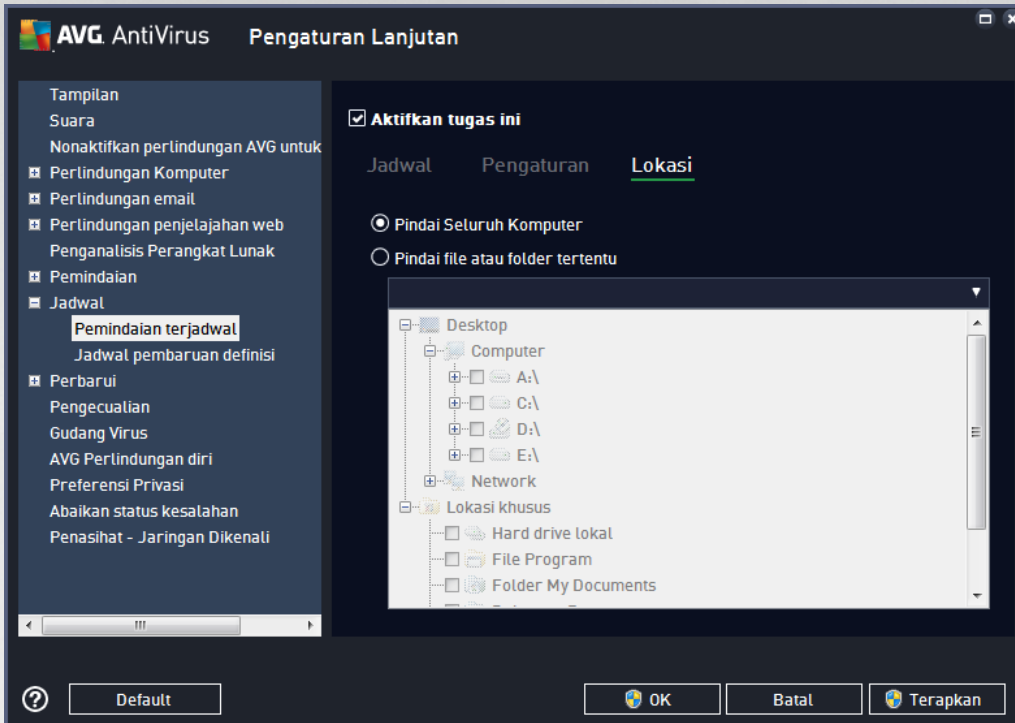 AVG. AntiVirus Pengaturan Lanjutan
Tampilan
Suara
Nonaktifkan perlindungan AVG untuk
Perlindungan Komputer
Perlindungan email
Perlindungan penjelajahan web
Penganalisis Perangkat Lunak
Pemindaian
Jadwal
Pemindaian terjadwal
Jadwal pembaruan definisi
Perbarui
Pengecualian
Gudang Virus
AVG Perlindungan diri
Preferensi Privasi
Abaikan status kesalahan
Penasihat - Jaringan Dikenali
Aktifkan tugas ini
Jadwal Pengaturan Lokasi
Pindai Seluruh Komputer
Pindai file atau folder tertentu
Desktop
Computer
A:\
C:\
D:\
E:\
Network
Lokasi khusus
Hard drive lokal
File Program
Folder My Documents
? Default OK Batal Terapkan